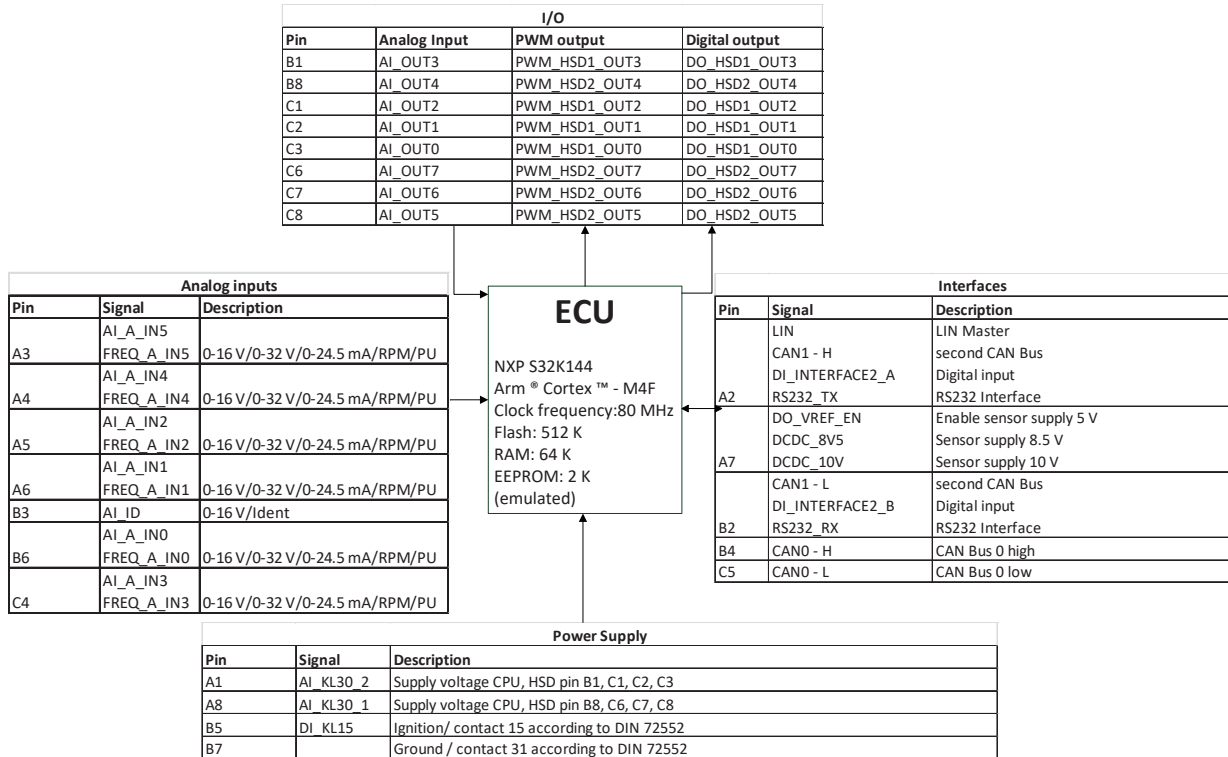 I/O
Pin Analog Input PWM output Digital output
B1 AI_OUT3 PWM_HSD1_OUT3 DO_HSD1_OUT3
B8 AI_OUT4 PWM_HSD2_OUT4 DO_HSD2_OUT4
C1 AI_OUT2 PWM_HSD1_OUT2 DO_HSD1_OUT2
C2 AI_OUT1 PWM_HSD1_OUT1 DO_HSD1_OUT1
C3 AI_OUT0 PWM_HSD1_OUT0 DO_HSD1_OUT0
C6 AI_OUT7 PWM_HSD2_OUT7 DO_HSD2_OUT7
C7 AI_OUT6 PWM_HSD2_OUT6 DO_HSD2_OUT6
C8 AI_OUT5 PWM_HSD2_OUT5 DO_HSD2_OUT5
Analog inputs
Pin Signal Description
AI_A_IN5
A3 FREQ_A_IN5 0-16 V/0-32 V/0-24.5 mA/RPM/PU
AI_A_IN4
A4 FREQ_A_IN4 0-16 V/0-32 V/0-24.5 mA/RPM/PU
AI_A_IN2
A5 FREQ_A_IN2 0-16 V/0-32 V/0-24.5 mA/RPM/PU
AI_A_IN1
A6 FREQ_A_IN1 0-16 V/0-32 V/0-24.5 mA/RPM/PU
B3 AI_ID 0-16 V/Ident
AI_A_IN0
B6 FREQ_A_IN0 0-16 V/0-32 V/0-24.5 mA/RPM/PU
AI_A_IN3
C4 FREQ_A_IN3 0-16 V/0-32 V/0-24.5 mA/RPM/PU
ECU
NXP S32K144
Arm ® Cortex ™ - M4F
Clock frequency:80 MHz
Flash: 512 K
RAM: 64 K
EEPROM: 2 K
(emulated)
Interfaces
Pin Signal Description
LIN LIN Master
CAN1 - H second CAN Bus
DI_INTERFACE2_A Digital input
A2 RS232_TX RS232 Interface
DO_VREF_EN Enable sensor supply 5 V
DCDC_8V5 Sensor supply 8.5 V
A7 DCDC_10V Sensor supply 10 V
CAN1 - L second CAN Bus
DI_INTERFACE2_B Digital input
B2 RS232_RX RS232 Interface
B4 CAN0 - H CAN Bus 0 high
C5 CAN0 - L CAN Bus 0 low
Power Supply
Pin Signal Description
A1 AI_KL30_2 Supply voltage CPU, HSD pin B1, C1, C2, C3
A8 AI_KL30_1 Supply voltage CPU, HSD pin B8, C6, C7, C8
B5 DI_KL15 Ignition/ contact 15 according to DIN 72552
B7 Ground / contact 31 according to DIN 72552